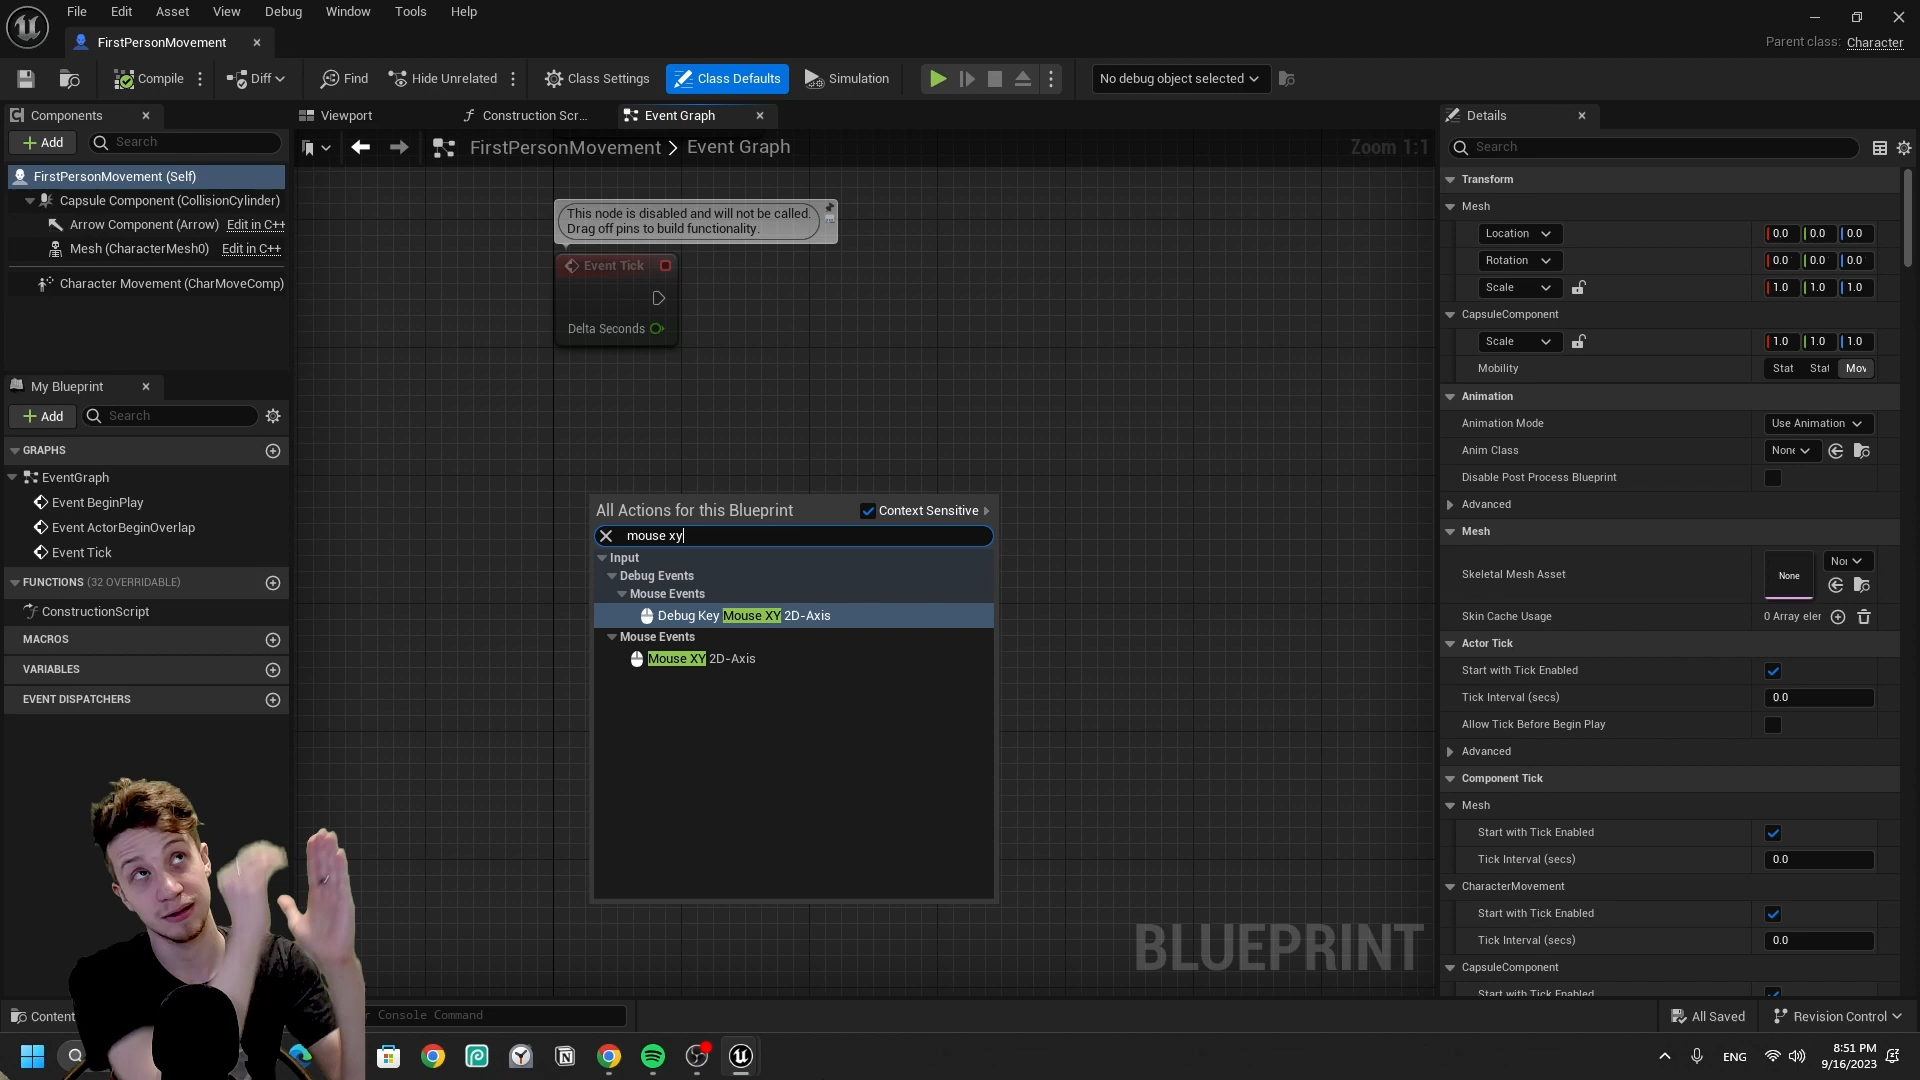 File Edit Asset View Debug Window Tools Help
FirstPersonMovement
Parent class: Character
Compile Diff Find Hide Unrelated Class Settings Class Defaults Simulation No debug object selected
Components
Viewport Construction Scr... Event Graph
Details
Add Search
FirstPersonMovement > Event Graph
Zoom 1:1
Search
FirstPersonMovement (Self)
Capsule Component (CollisionCylinder)
Arrow Component (Arrow) Edit in C++
Mesh (CharacterMesh0) Edit in C++
Character Movement (CharMoveComp)
My Blueprint
Add Search
GRAPHS
EventGraph
Event BeginPlay
Event ActorBeginOverlap
Event Tick
FUNCTIONS (32 OVERRIDABLE)
ConstructionScript
MACROS
VARIABLES
EVENT DISPATCHERS
This node is disabled and will not be called.
Drag off pins to build functionality.
Event Tick
Delta Seconds
All Actions for this Blueprint Context Sensitive
mouse xy
Input
Debug Events
Mouse Events
Debug Key Mouse XY 2D-Axis
Mouse Events
Mouse XY 2D-Axis
BLUEPRINT
Transform
Mesh
Location 0.0 0.0 0.0
Rotation 0.0 0.0 0.0
Scale 1.0 1.0 1.0
CapsuleComponent
Scale 1.0 1.0 1.0
Mobility Stat Stat Mov
Animation
Animation Mode Use Animation
Anim Class None
Disable Post Process Blueprint
Advanced
Mesh
Skeletal Mesh Asset None Nor
Skin Cache Usage 0 Array eler
Actor Tick
Start with Tick Enabled
Tick Interval (secs) 0.0
Allow Tick Before Begin Play
Advanced
Component Tick
Mesh
Start with Tick Enabled
Tick Interval (secs) 0.0
CharacterMovement
Start with Tick Enabled
Tick Interval (secs) 0.0
CapsuleComponent
Start with Tick Enabled
Content
r Console Command
All Saved Revision Control
ENG
8:51 PM
9/16/2023